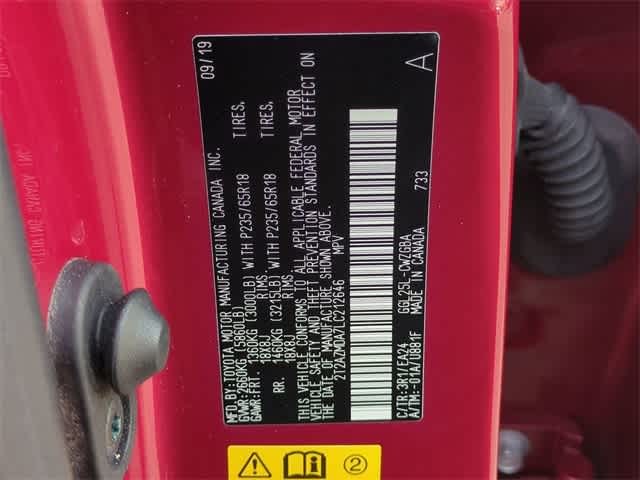 MFD.BY:TOYOTA MOTOR MANUFACTURING CANADA INC. 09/19
GVWR:2660KG (5860LB)
GAWR:FRT. 1360KG (3000LB) WITH P235/65R18 TIRES,
18X8J RIMS.
RR. 1460KG (3215LB) WITH P235/65R18 TIRES,
18X8J RIMS.
THIS VEHICLE CONFORMS TO ALL APPLICABLE FEDERAL MOTOR
VEHICLE SAFETY AND THEFT PREVENTION STANDARDS IN EFFECT ON
THE DATE OF MANUFACTURE SHOWN ABOVE.
2T2AZMDA7LC212646 MPV
C/TR: 3R1/EA24 GGL25L-CWZGBA 733 A
A/TM:-01A/U881F MADE IN CANADA
2